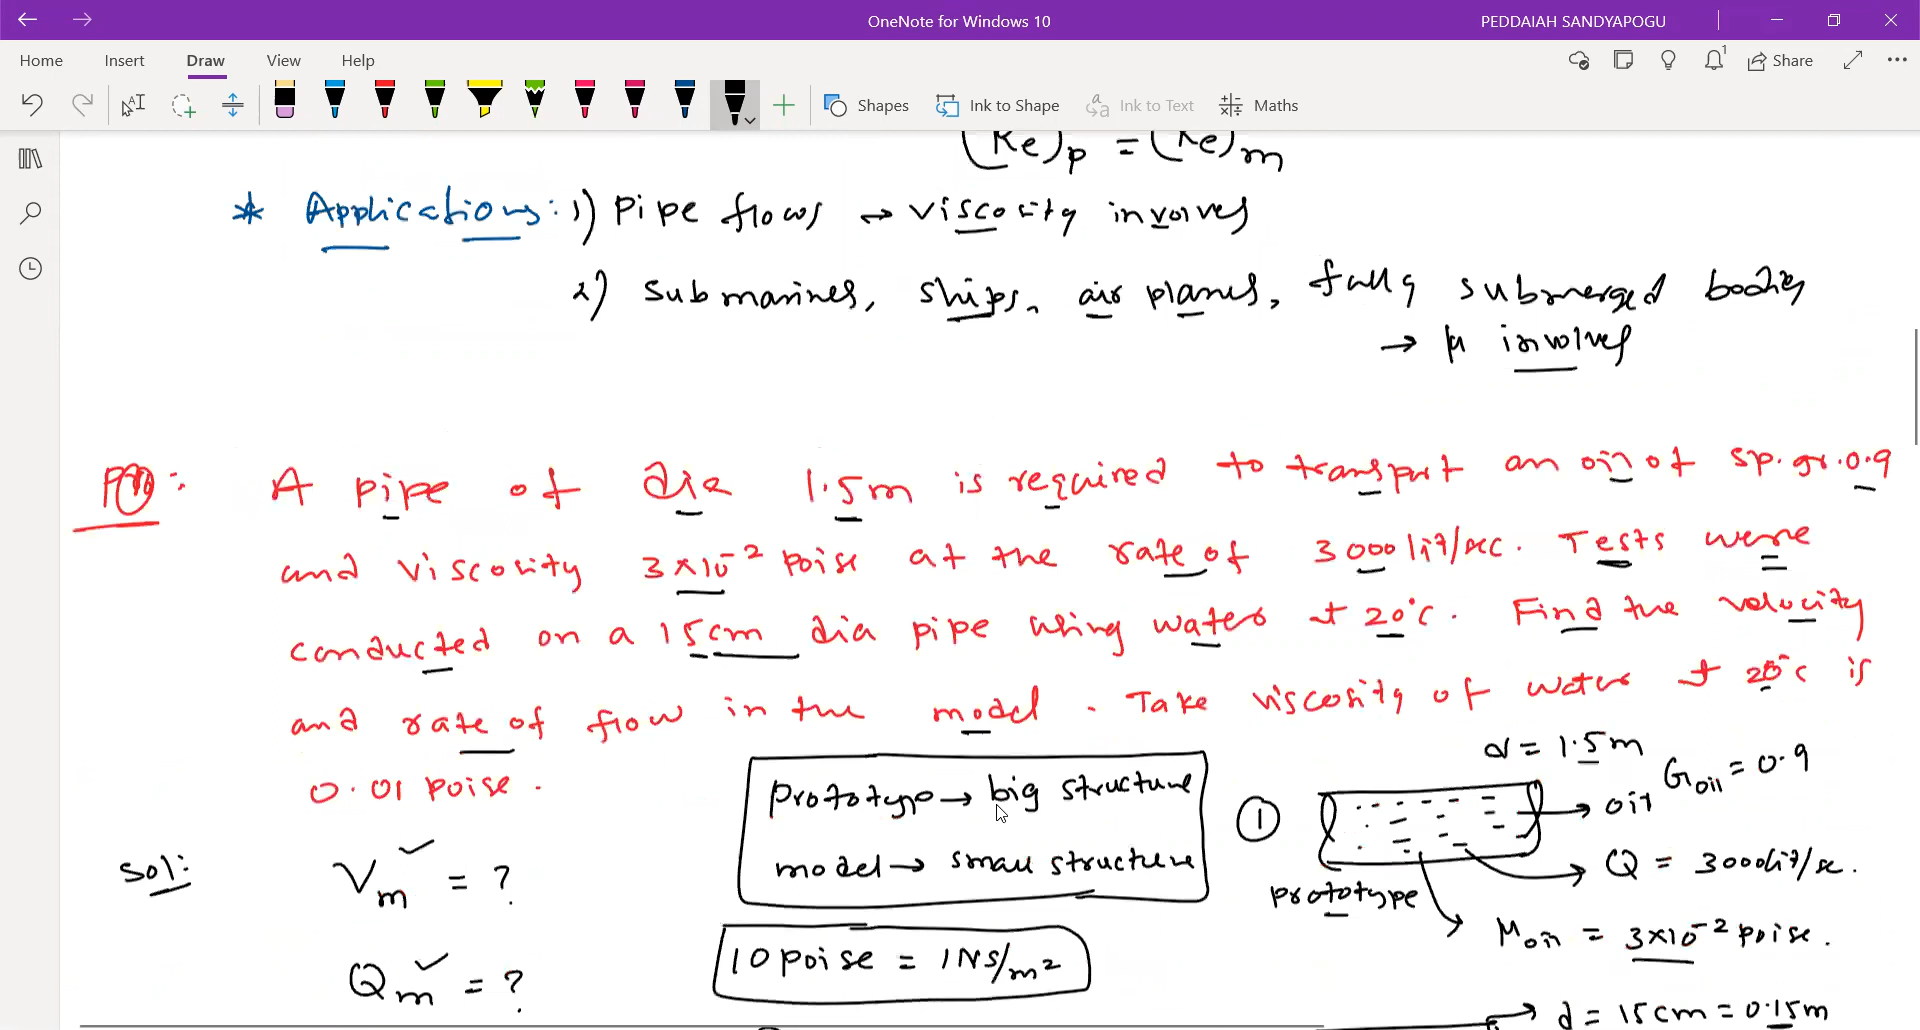 OneNote for Windows 10
PEDDAIAH SANDYAPOGU
Home Insert Draw View Help
Share
Shapes Ink to Shape Ink to Text Maths
(Re)p = (Re)m
* Applications: 1) Pipe flows ↔ viscosity involves
2) Submarines, ships, air planes, fully submerged bodies
→ μ involves
Pro: A pipe of dia 1.5m is required to transport an oil of sp.gr.0.9
and viscosity 3×10⁻² poise at the rate of 3000 lit/sec. Tests were
conducted on a 15cm dia pipe using water at 20°c. Find the velocity
and rate of flow in the model. Take viscosity of water at 20°c is
0.01 poise.
d = 1.5m
G oil = 0.9
prototype → big structure
model → small structure
① → oil
→ Q = 3000 lit/se.
prototype
μoil = 3×10⁻² poise.
Sol: Vm = ?
10 poise = 1 NS/m²
Qm = ?
→ d = 15cm = 0.15m